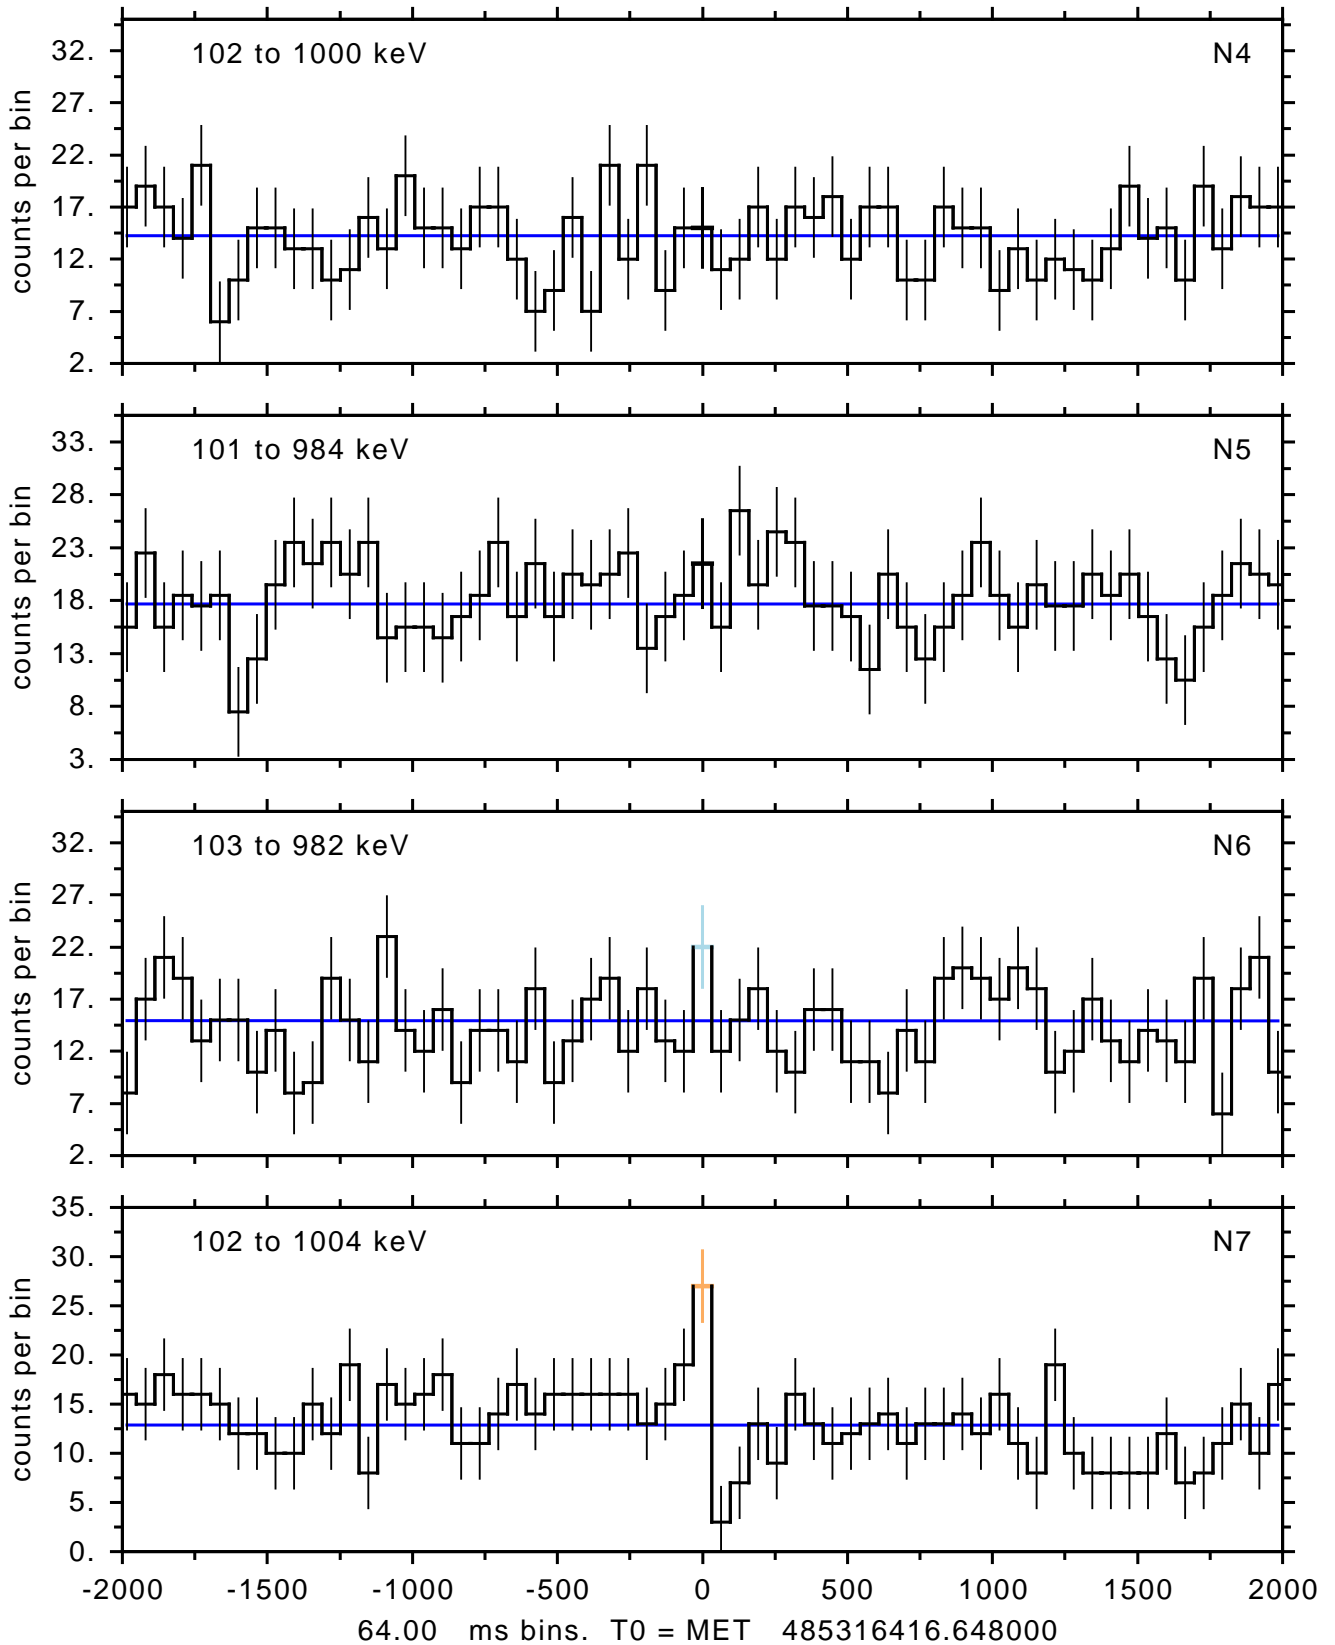 102 to 1000 keV N4
counts per bin
32.
27.
22.
17.
12.
7.
2.
101 to 984 keV N5
counts per bin
33.
28.
23.
18.
13.
8.
3.
103 to 982 keV N6
counts per bin
32.
27.
22.
17.
12.
7.
2.
102 to 1004 keV N7
counts per bin
35.
30.
25.
20.
15.
10.
5.
0.
-2000 -1500 -1000 -500 0 500 1000 1500 2000
64.00 ms bins. T0 = MET 485316416.648000